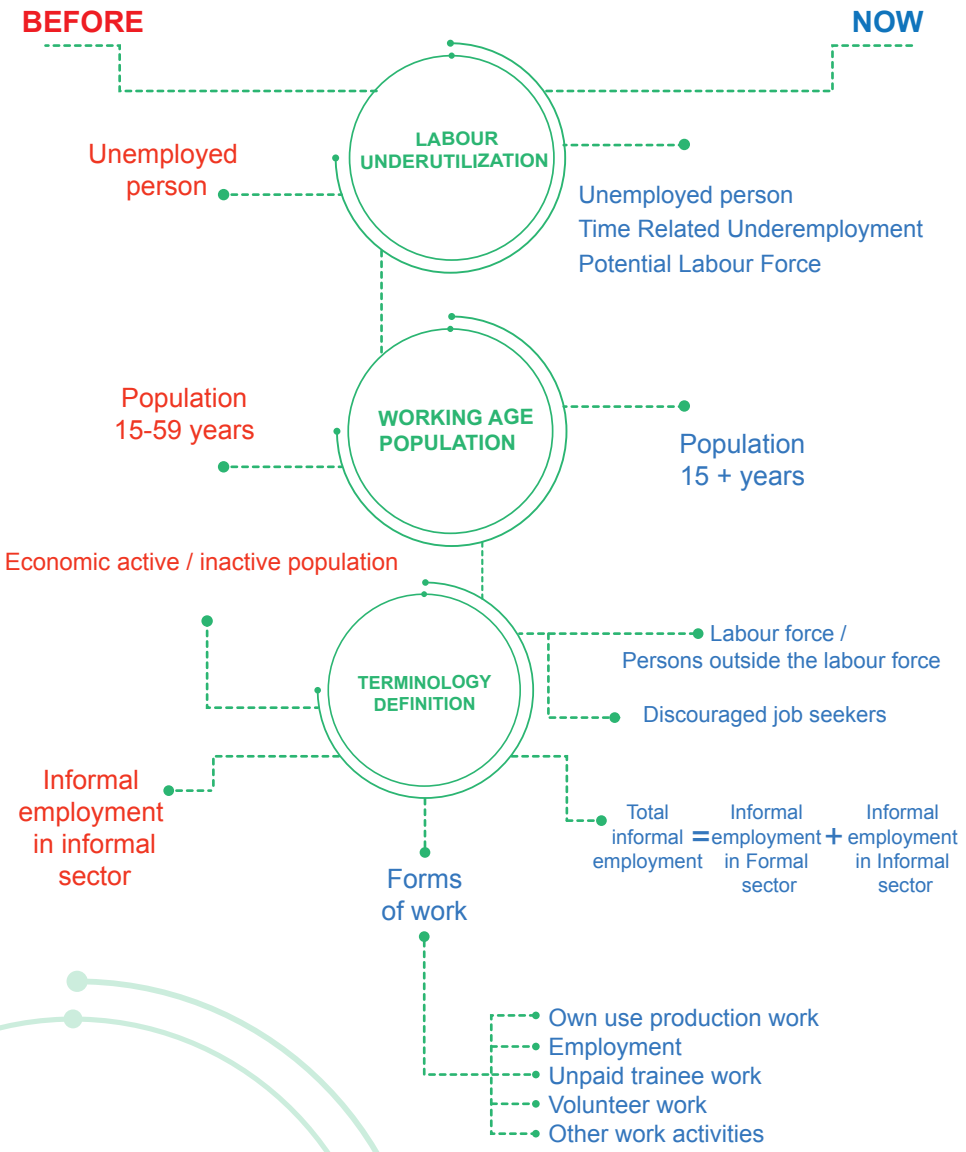 BEFORE
NOW
LABOUR
UNDERUTILIZATION
Unemployed
person
Unemployed person
Time Related Underemployment
Potential Labour Force
WORKING AGE
POPULATION
Population
15-59 years
Population
15 + years
Economic active / inactive population
TERMINOLOGY
DEFINITION
Labour force /
Persons outside the labour force
Discouraged job seekers
Informal
employment
in informal
sector
Total
informal
employment
=
Informal
employment
in Formal
sector
+
Informal
employment
in Informal
sector
Forms
of work
Own use production work
Employment
Unpaid trainee work
Volunteer work
Other work activities